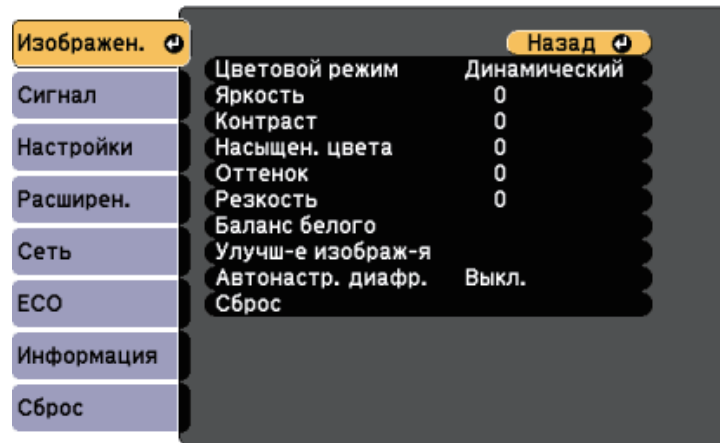 Изображен.
Сигнал
Настройки
Расширен.
Сеть
ECO
Информация
Сброс
Назад
Цветовой режим Динамический
Яркость 0
Контраст 0
Насыщен. цвета 0
Оттенок 0
Резкость 0
Баланс белого
Улучш-е изображ-я
Автонастр. диафр. Выкл.
Сброс